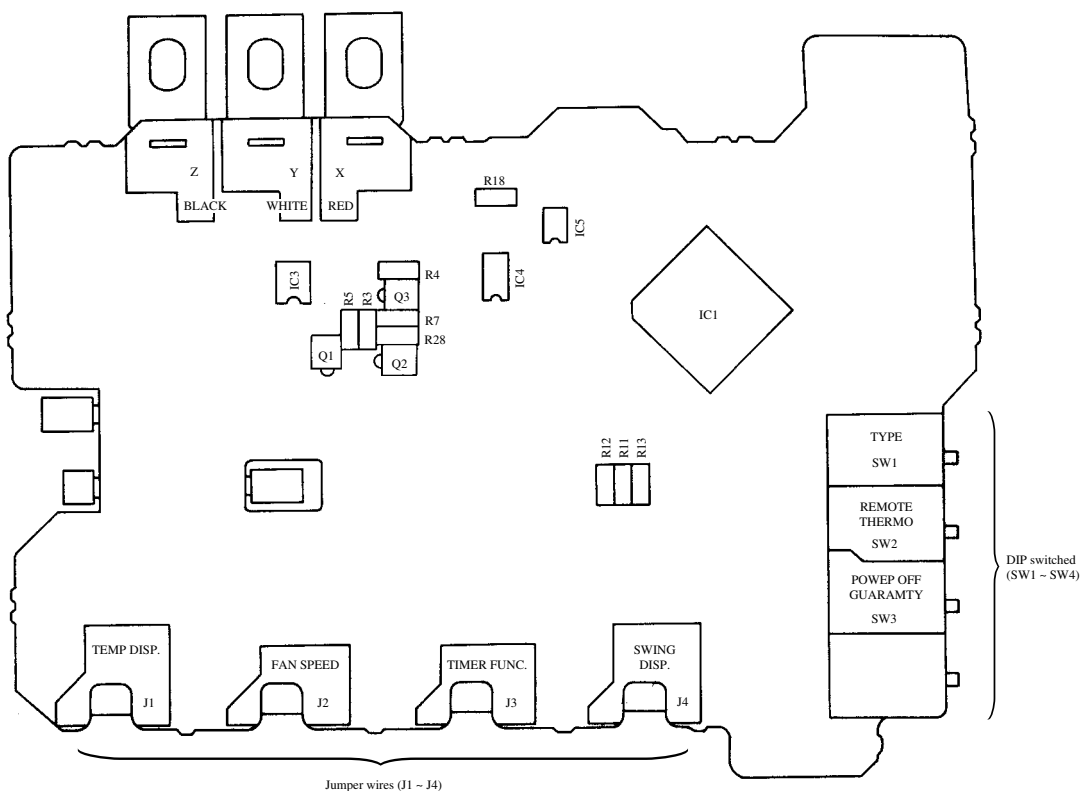 Z
Y
X
BLACK
WHITE
RED
R18
IC5
IC3
R4
IC4
Q3
R5
R3
R7
IC1
R28
Q1
Q2
R12
R11
R13
TYPE
SW1
REMOTE
THERMO
SW2
POWEP OFF
GUARAMTY
SW3
DIP switched
(SW1 ~ SW4)
TEMP DISP.
J1
FAN SPEED
J2
TIMER FUNC.
J3
SWING
DISP.
J4
Jumper wires (J1 ~ J4)